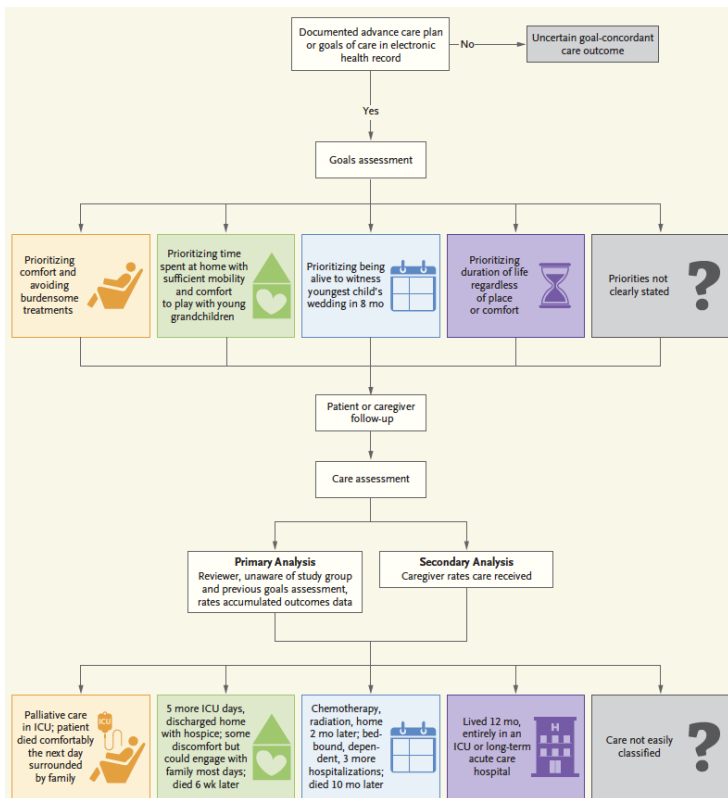 Documented advance care plan
or goals of care in electronic
health record
No
Uncertain goal-concordant
care outcome
Yes
Goals assessment
Prioritizing
comfort and
avoiding
burdensome
treatments
Prioritizing time
spent at home with
sufficient mobility
and comfort
to play with young
grandchildren
Prioritizing being
alive to witness
youngest child's
wedding in 8 mo
Prioritizing
duration of life
regardless
of place
or comfort
Priorities not
clearly stated
?
Patient or caregiver
follow-up
Care assessment
Primary Analysis
Reviewer, unaware of study group
and previous goals assessment,
rates accumulated outcomes data
Secondary Analysis
Caregiver rates care received
Palliative care
in ICU; patient
died comfortably
the next day
surrounded
by family
ICU
5 more ICU days,
discharged home
with hospice; some
discomfort but
could engage with
family most days;
died 6 wk later
Chemotherapy,
radiation, home
2 mo later; bed-
bound, depen-
dent, 3 more
hospitalizations;
died 10 mo later
Lived 12 mo,
entirely in an
ICU or long-term
acute care
hospital
H
Care not easily
classified
?